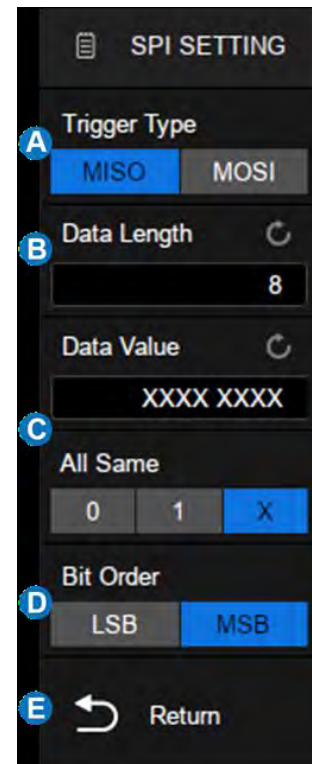 SPI SETTING
A
Trigger Type
MISO MOSI
B
Data Length
8
Data Value
XXXX XXXX
C
All Same
0 1 X
Bit Order
D
LSB MSB
E
Return